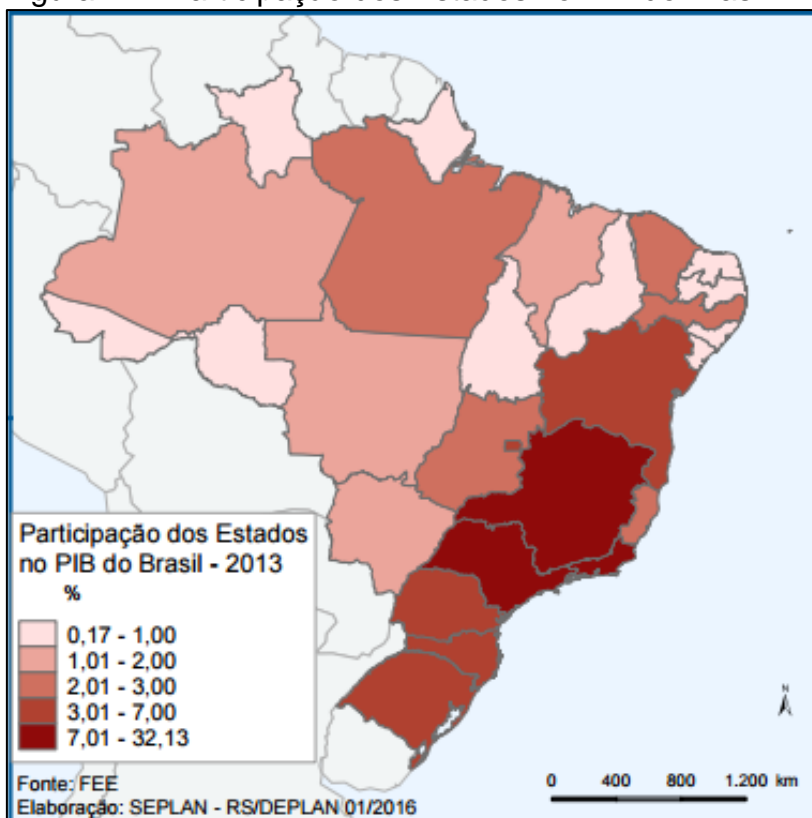 Participação dos Estados
no PIB do Brasil - 2013
%
0,17 - 1,00
1,01 - 2,00
2,01 - 3,00
3,01 - 7,00
7,01 - 32,13
N
0 400 800 1.200 km
Fonte: FEE
Elaboração: SEPLAN - RS/DEPLAN 01/2016